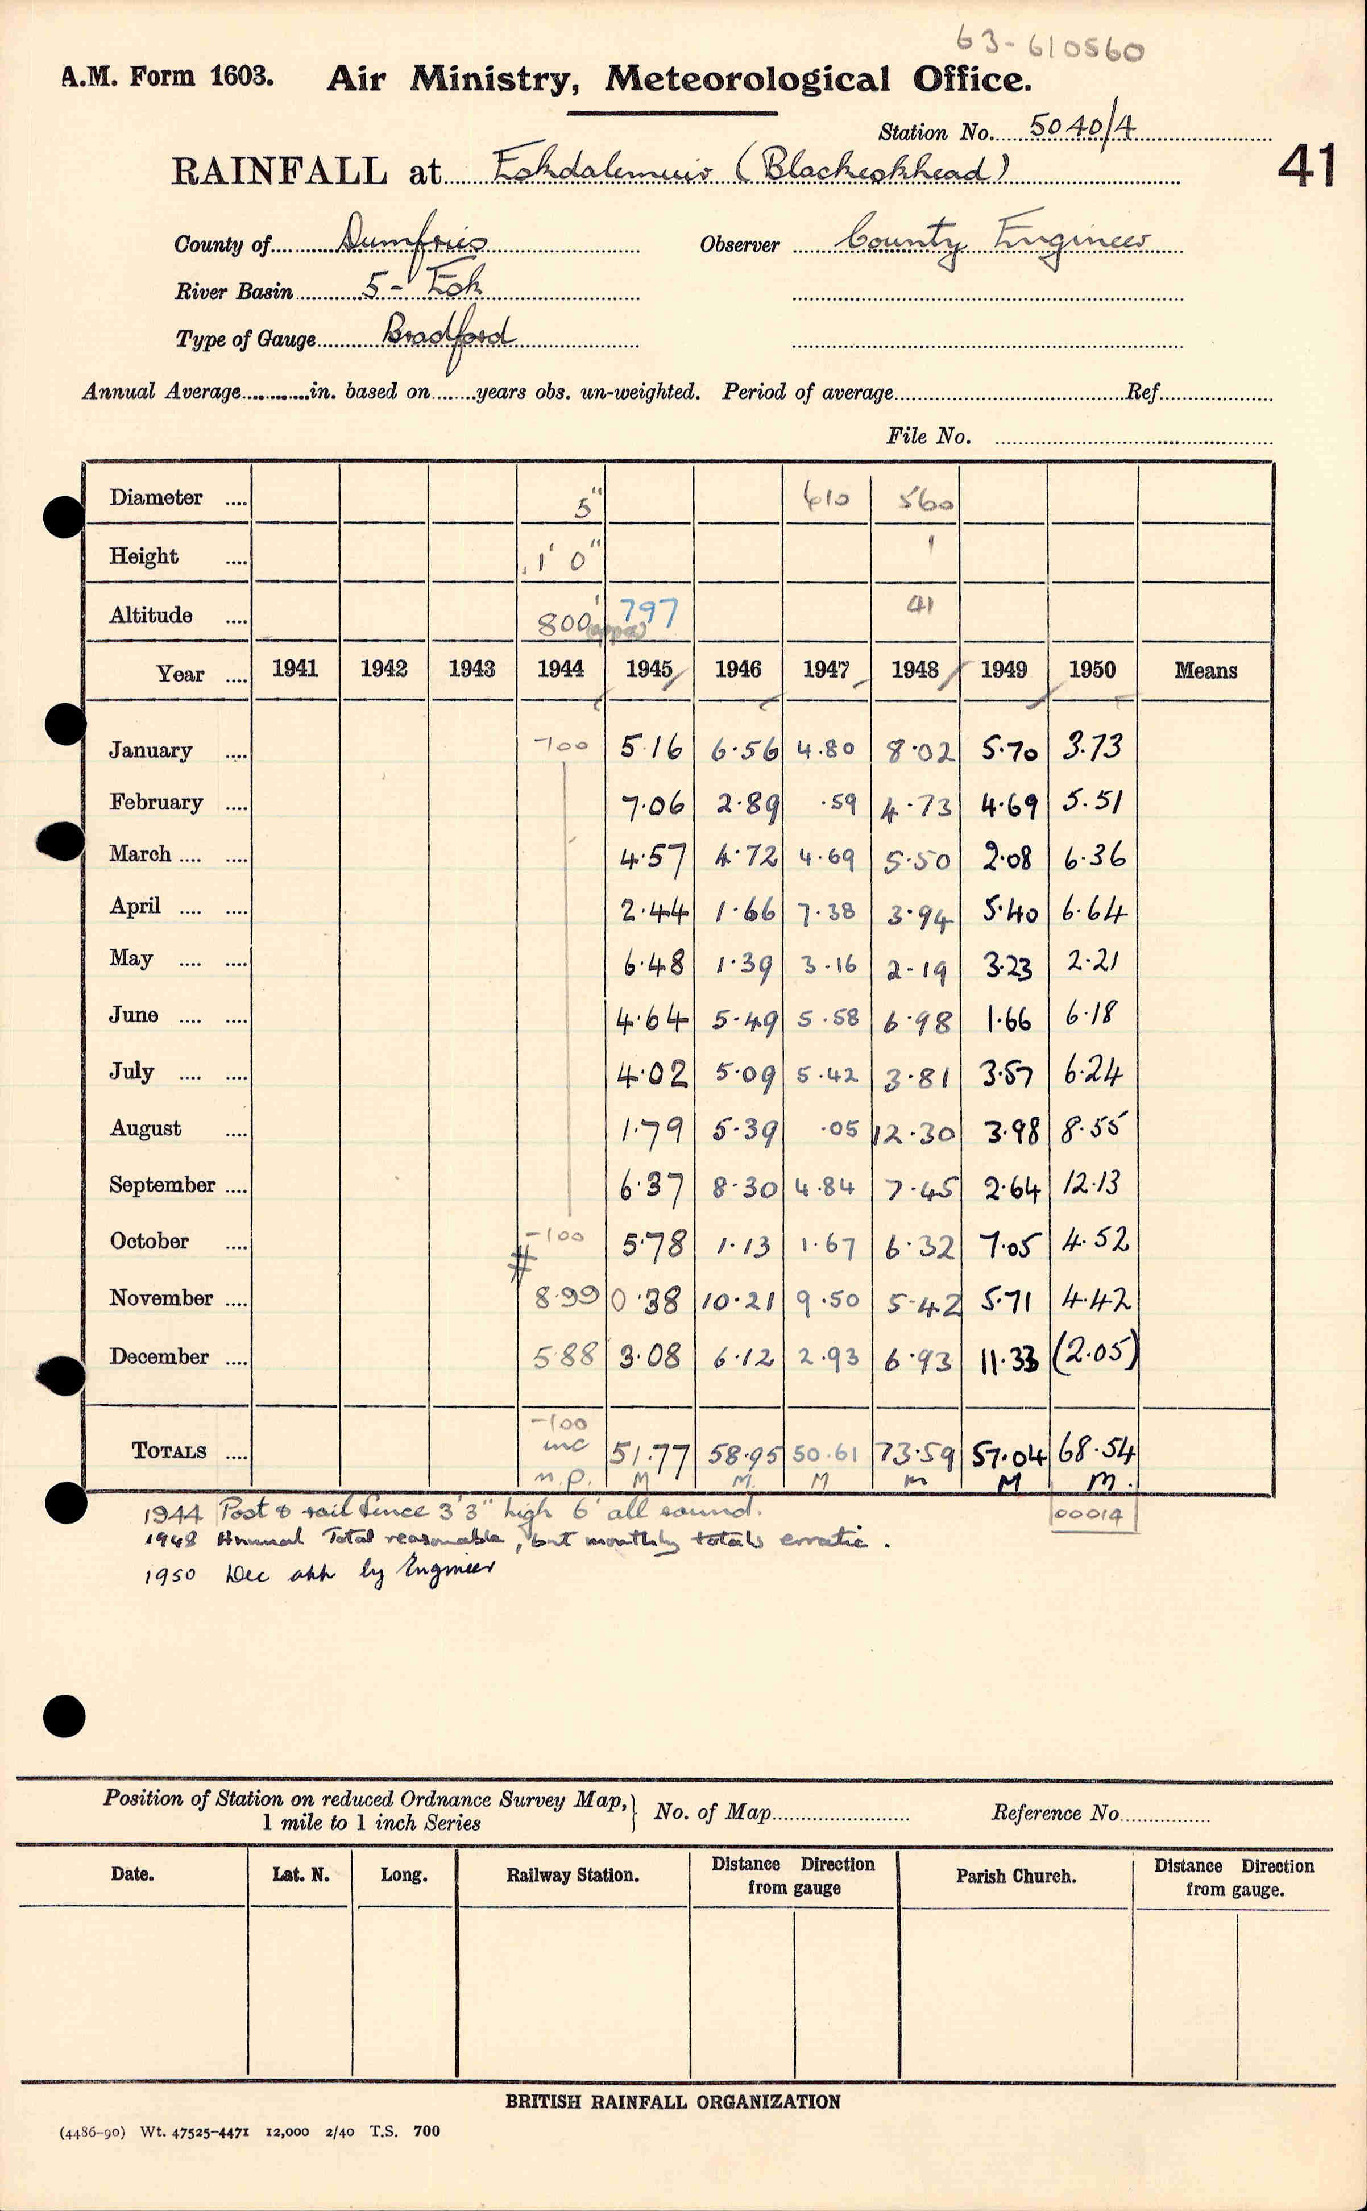 63-610560
A.M. Form 1603. Air Ministry, Meteorological Office.
Station No. 5040/4
41
RAINFALL at Eskdalemuir (Blackeskhead)
County of Dumfries Observer County Engineer
River Basin 5 - Esk
Type of Gauge Bradford
Annual Average............in. based on........years obs. un-weighted. Period of average............ Ref............
File No. ............
Diameter .... 5" 610 560
Height .... 1' 0" 1
Altitude .... 800' (appx) 797 41
Year .... 1941 1942 1943 1944 1945 1946 1947 1948 1949 1950 Means
January .... -100 5.16 6.56 4.80 8.02 5.70 3.73
February .... 7.06 2.89 .59 4.73 4.69 5.51
March .... .... 4.57 4.72 4.69 5.50 2.08 6.36
April .... .... 2.44 1.66 7.38 3.94 5.40 6.64
May .... .... 6.48 1.39 3.16 2.19 3.23 2.21
June .... .... 4.64 5.49 5.58 6.98 1.66 6.18
July .... .... 4.02 5.09 5.42 3.81 3.57 6.24
August .... 1.79 5.39 .05 12.30 3.98 8.55
September .... 6.37 8.30 4.84 7.45 2.64 12.13
October .... -100 5.78 1.13 1.67 6.32 7.05 4.52
November .... # 8.99 0.38 10.21 9.50 5.42 5.71 4.42
December .... 5.88 3.08 6.12 2.93 6.93 11.33 (2.05)
-100
TOTALS .... inc 51.77 58.95 50.61 73.59 57.04 68.54
n.p. M M. M m M m.
1944 Post & rail fence 3'3" high 6' all round. 00014
1948 Annual Total reasonable, but monthly totals erratic.
1950 Dec by Engineer
Position of Station on reduced Ordnance Survey Map, } No. of Map............ Reference No............
1 mile to 1 inch Series
Date. Lat. N. Long. Railway Station. Distance Direction Parish Church. Distance Direction
from gauge from gauge.
BRITISH RAINFALL ORGANIZATION
(4486-90) Wt. 47525-4471 12,000 2/40 T.S. 700